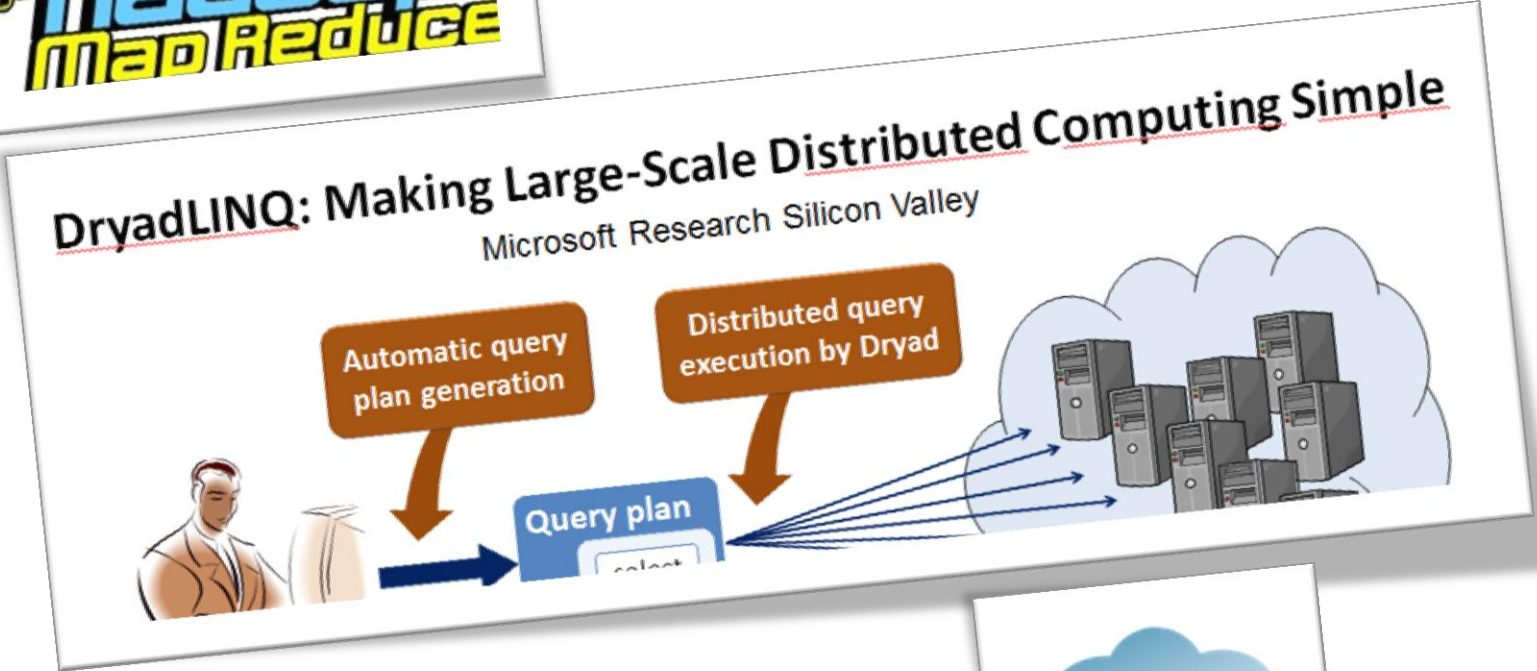 Map Reduce
DryadLINQ: Making Large-Scale Distributed Computing Simple
Microsoft Research Silicon Valley
Automatic query
plan generation
Distributed query
execution by Dryad
Query plan